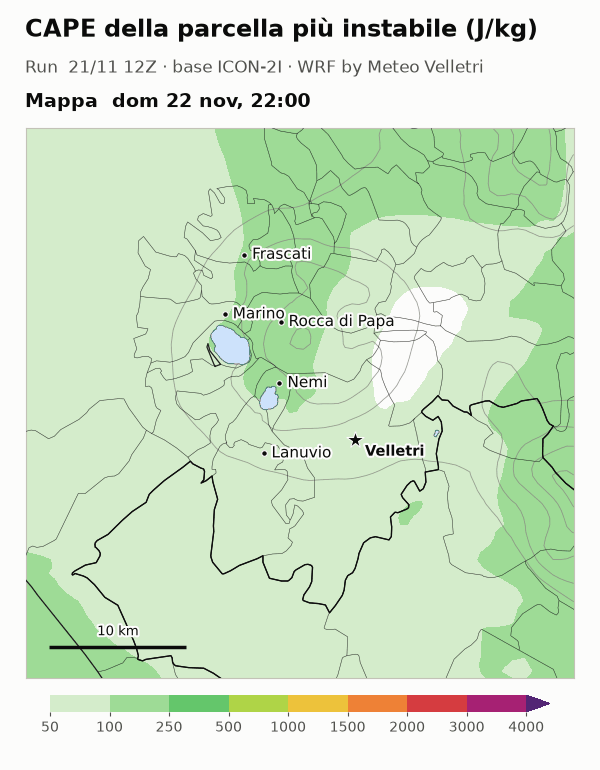 CAPE della parcella più instabile (J/kg)
Run  21/11 12Z · base ICON-2I · WRF by Meteo Velletri
Mappa  dom 22 nov, 22:00
Frascati
Marino
Rocca di Papa
Nemi
Velletri
Lanuvio
10 km
50 100 250 500 1000 1500 2000 3000 4000